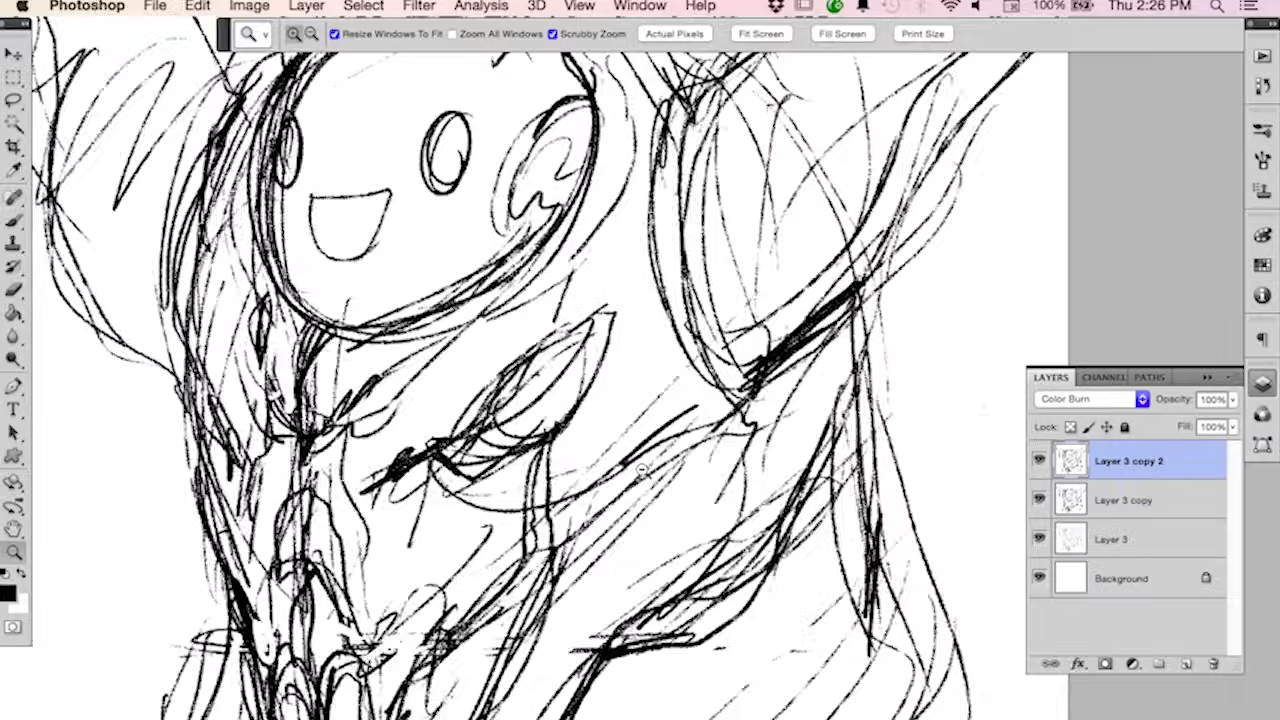 Photoshop File Edit Image Layer Select Filter Analysis 3D View Window Help 100% Thu 2:26 PM
Resize Windows To Fit Zoom All Windows Scrubby Zoom Actual Pixels Fit Screen Fill Screen Print Size
LAYERS CHANNEL PATHS
Color Burn Opacity: 100%
Lock: Fill: 100%
Layer 3 copy 2
Layer 3 copy
Layer 3
Background